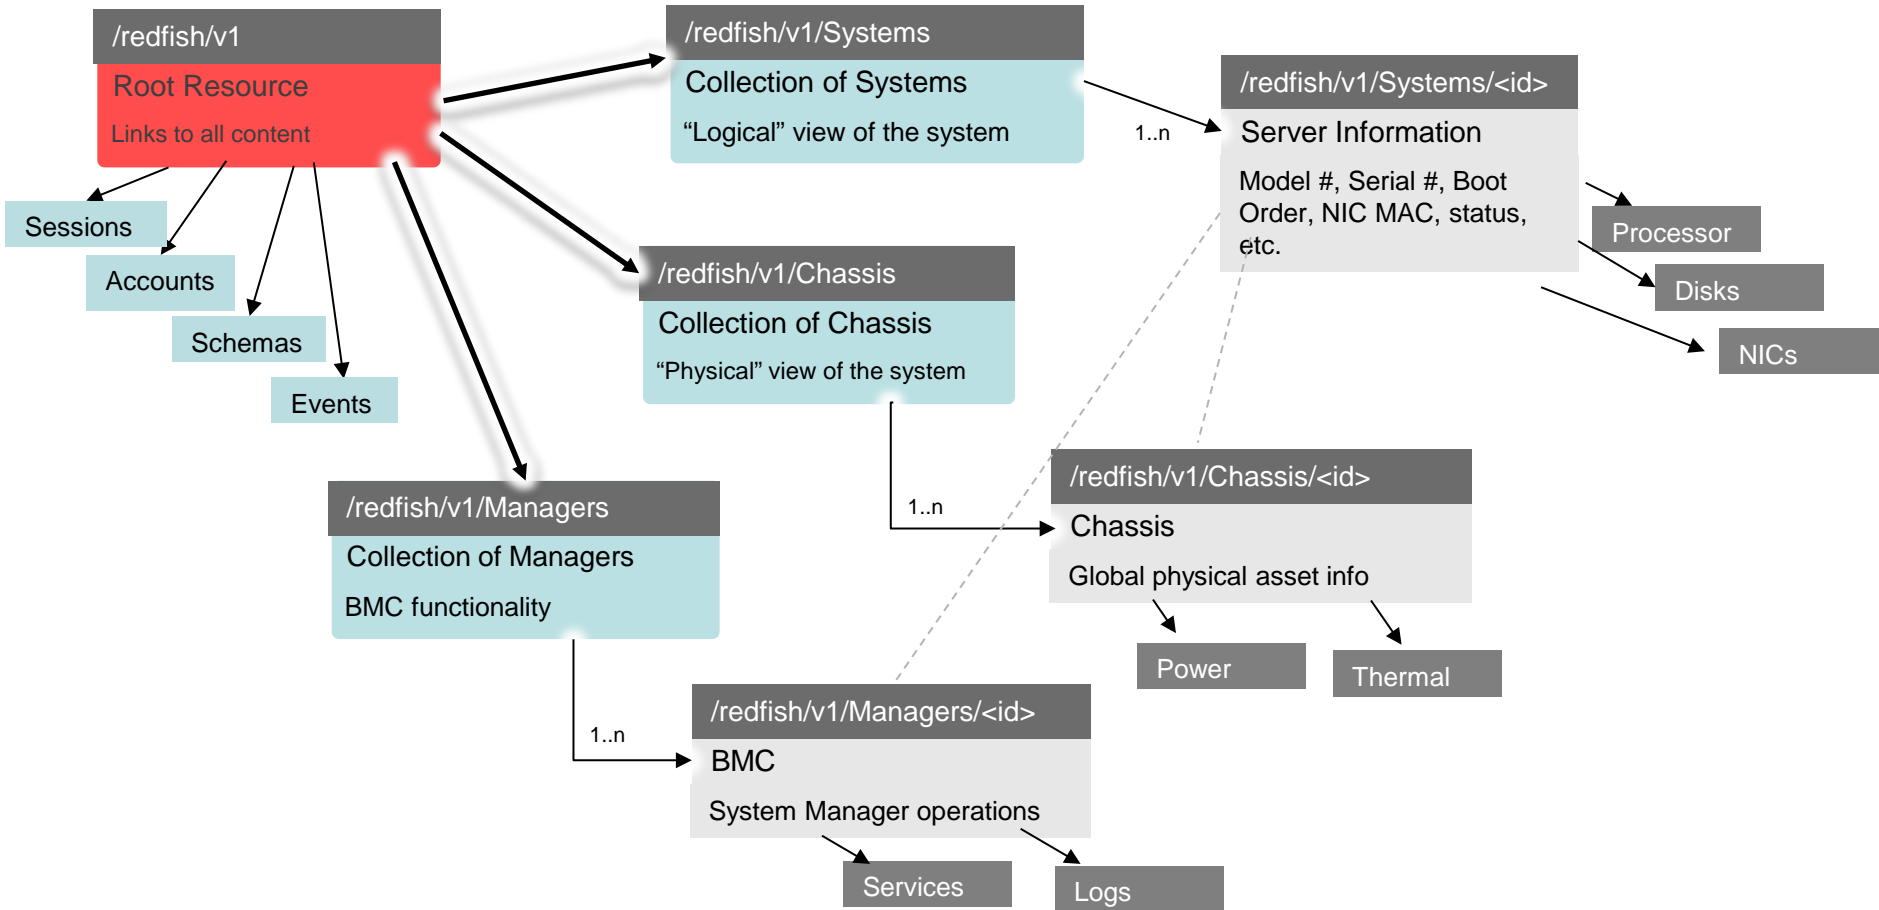 /redfish/v1
Root Resource
Links to all content
Sessions
Accounts
Schemas
Events
/redfish/v1/Systems
Collection of Systems
“Logical” view of the system
1..n
/redfish/v1/Systems/<id>
Server Information
Model #, Serial #, Boot
Order, NIC MAC, status,
etc.
Processor
Disks
NICs
/redfish/v1/Chassis
Collection of Chassis
“Physical” view of the system
1..n
/redfish/v1/Chassis/<id>
Chassis
Global physical asset info
Power
Thermal
/redfish/v1/Managers
Collection of Managers
BMC functionality
1..n
/redfish/v1/Managers/<id>
BMC
System Manager operations
Services
Logs